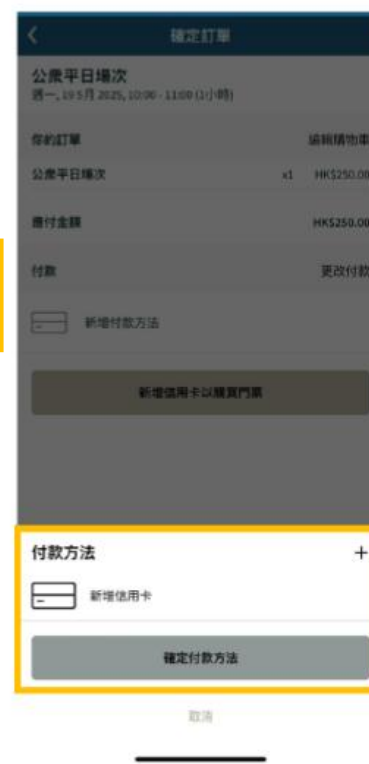 確定訂單
公眾平日場次
週一, 19 5月 2025, 10:00 - 11:00 (1小時)
你的訂單 編輯購物車
公眾平日場次 x1 HK$250.00
應付金額 HK$250.00
付款 更改付款
新增付款方法
新增信用卡以購買門票
付款方法 +
新增信用卡
確定付款方法
取消